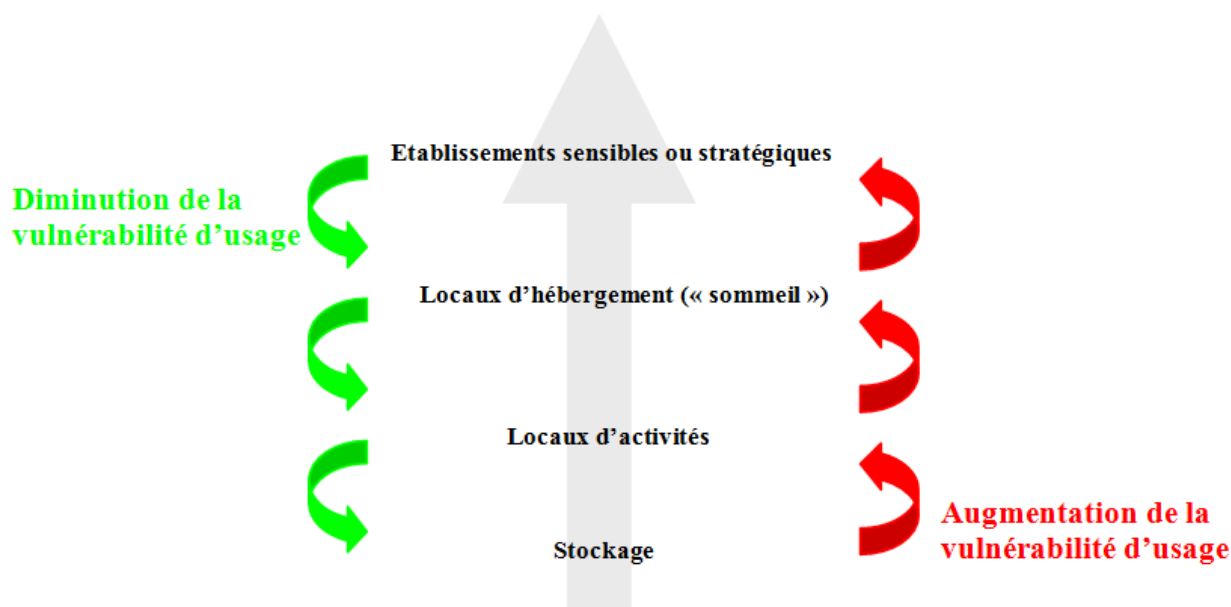 Etablissements sensibles ou stratégiques
Diminution de la
vulnérabilité d’usage
Locaux d’hébergement (« sommeil »)
Locaux d’activités
Augmentation de la
vulnérabilité d’usage
Stockage